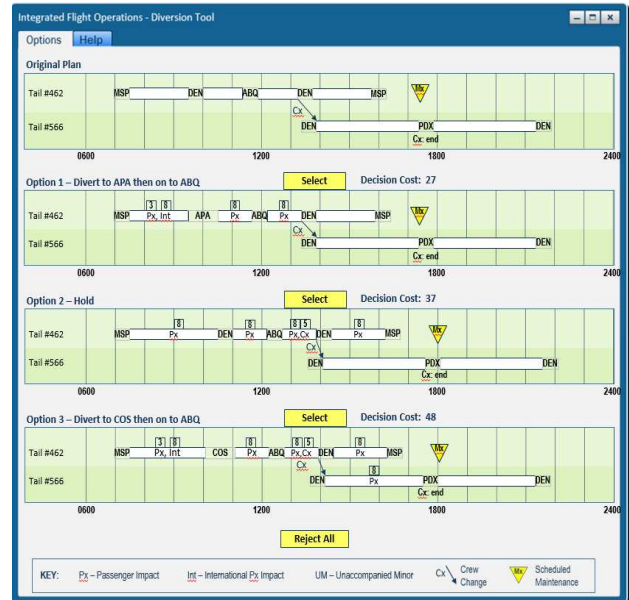 Integrated Flight Operations - Diversion Tool
Options Help
Original Plan
Tail #462 MSP DEN ABQ DEN MSP Mx
Cx
Tail #566 DEN PDX DEN
Cx: end
0600 1200 1800 2400
Option 1 – Divert to APA then on to ABQ Select Decision Cost: 27
3 8 8 8
Tail #462 MSP Px, Int APA Px ABQ Px DEN MSP Mx
Cx
Tail #566 DEN PDX DEN
Cx: end
0600 1200 1800 2400
Option 2 – Hold Select Decision Cost: 37
8 8 8 5 8
Tail #462 MSP Px DEN Px ABQ Px,Cx DEN Px MSP Mx
Cx
Tail #566 DEN PDX DEN
Cx: end
0600 1200 1800 2400
Option 3 – Divert to COS then on to ABQ Select Decision Cost: 48
3 8 8 8 5 8
Tail #462 MSP Px, Int COS Px ABQ Px,Cx DEN Px MSP Mx
Cx 8
Tail #566 DEN Px PDX DEN
Cx: end
0600 1200 1800 2400
Reject All
KEY: Px – Passenger Impact Int – International Px Impact UM – Unaccompanied Minor Cx Crew Change Mx Scheduled Maintenance